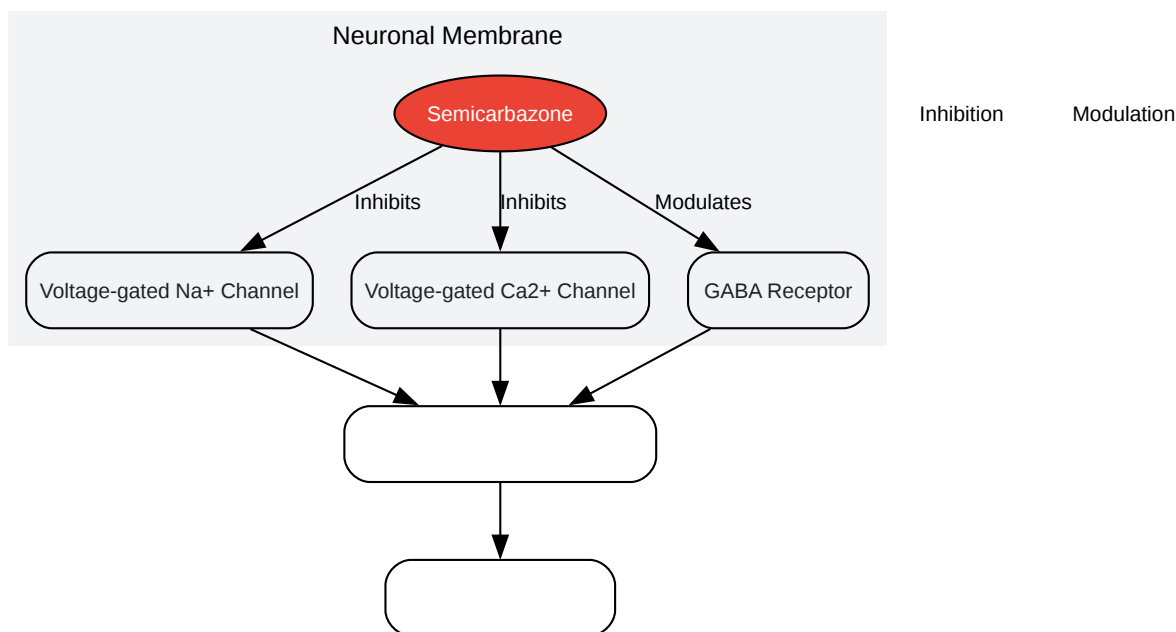 Neuronal Membrane
Semicarbazone
Inhibition
Modulation
Inhibits
Inhibits
Modulates
Voltage-gated Na+ Channel
Voltage-gated Ca2+ Channel
GABA Receptor